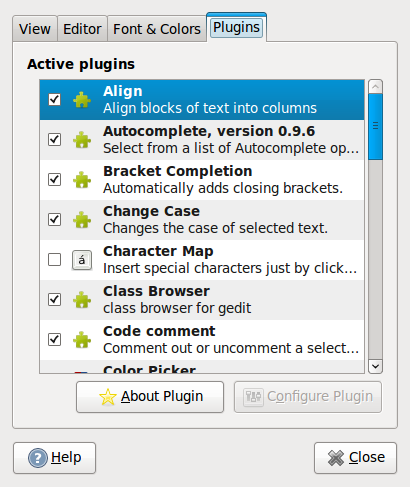 View Editor Font & Colors Plugins
Active plugins
Align
Align blocks of text into columns
Autocomplete, version 0.9.6
Select from a list of Autocomplete op...
Bracket Completion
Automatically adds closing brackets.
Change Case
Changes the case of selected text.
á
Character Map
Insert special characters just by click...
Class Browser
class browser for gedit
Code comment
Comment out or uncomment a select...
Color Picker
About Plugin Configure Plugin
? Help Close